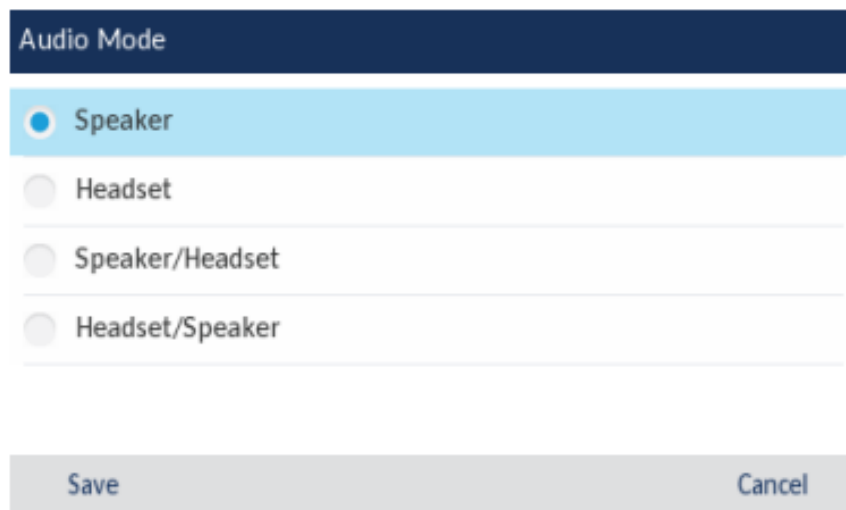 Audio Mode
Speaker
Headset
Speaker/Headset
Headset/Speaker
Save Cancel